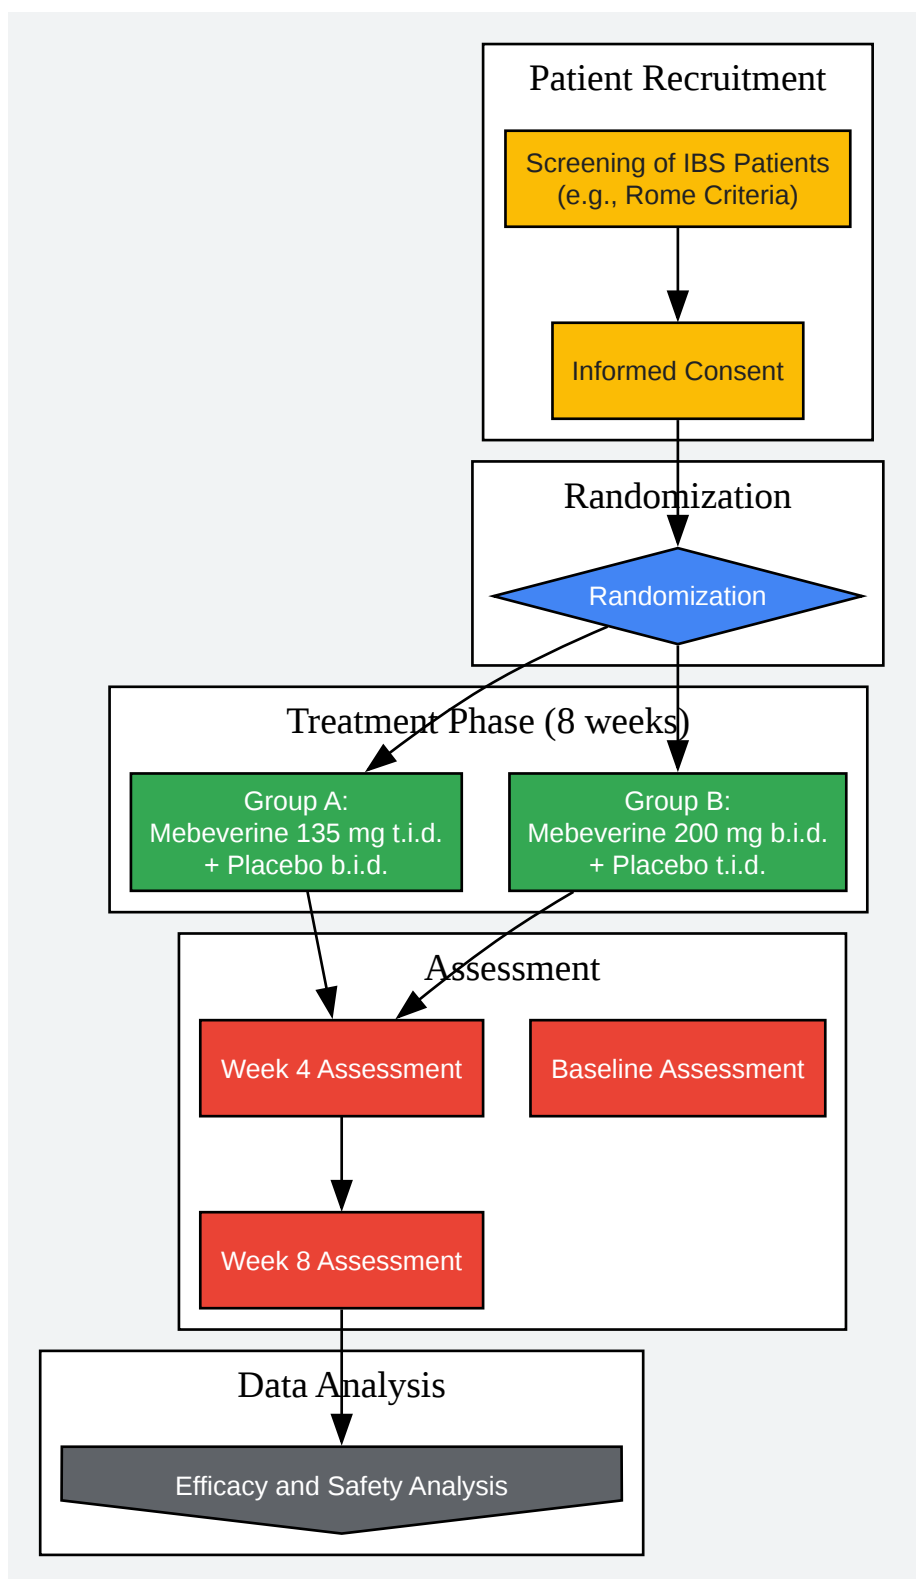 Patient Recruitment
Screening of IBS Patients
(e.g., Rome Criteria)
Informed Consent
Randomization
Randomization
Treatment Phase (8 weeks)
Group A:
Mebeverine 135 mg t.i.d.
+ Placebo b.i.d.
Group B:
Mebeverine 200 mg b.i.d.
+ Placebo t.i.d.
Assessment
Week 4 Assessment
Baseline Assessment
Week 8 Assessment
Data Analysis
Efficacy and Safety Analysis